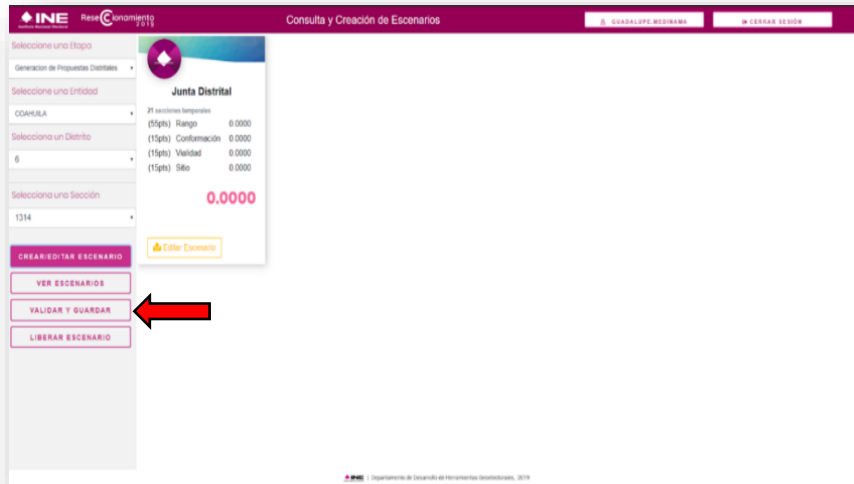 INE
Instituto Nacional Electoral
ReseCcionamiento
2019
Consulta y Creación de Escenarios
GUADALUPE.MEDINAMA
CERRAR SESIÓN
Seleccione una Etapa
Generacion de Propuestas Distritales
Seleccione una Entidad
COAHUILA
Selecciona un Distrito
6
Seleccione una Sección
1314
CREAR/EDITAR ESCENARIO
VER ESCENARIOS
VALIDAR Y GUARDAR
LIBERAR ESCENARIO
Junta Distrital
21 secciones temporales
(55pts) Rango 0.0000
(15pts) Conformación 0.0000
(15pts) Vialidad 0.0000
(15pts) Sitio 0.0000
0.0000
Editar Escenario
INE | Departamento de Desarrollo de Herramientas Geoelectorales, 2019